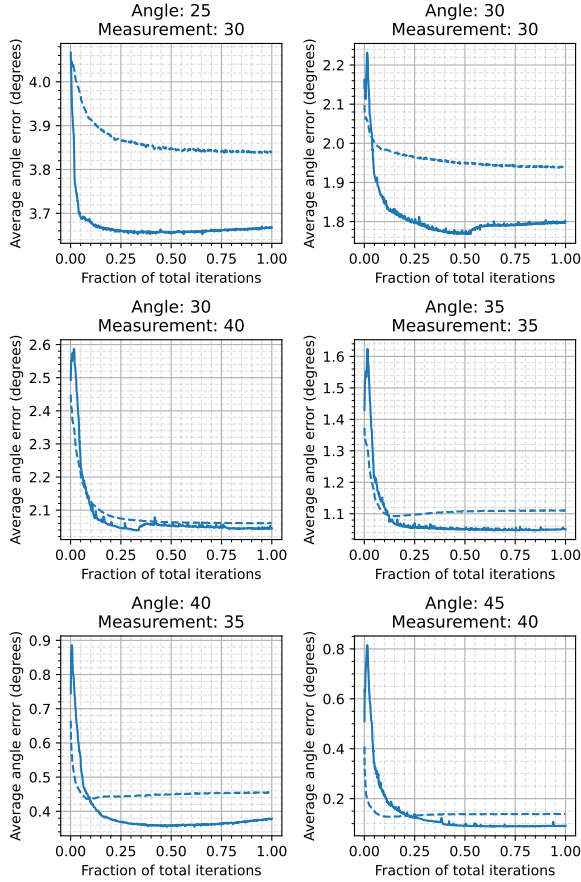 Angle: 25
Measurement: 30
Average angle error (degrees)
4.0
3.9
3.8
3.7
0.00 0.25 0.50 0.75 1.00
Fraction of total iterations
Angle: 30
Measurement: 30
Average angle error (degrees)
2.2
2.1
2.0
1.9
1.8
0.00 0.25 0.50 0.75 1.00
Fraction of total iterations
Angle: 30
Measurement: 40
Average angle error (degrees)
2.6
2.5
2.4
2.3
2.2
2.1
0.00 0.25 0.50 0.75 1.00
Fraction of total iterations
Angle: 35
Measurement: 35
Average angle error (degrees)
1.6
1.5
1.4
1.3
1.2
1.1
0.00 0.25 0.50 0.75 1.00
Fraction of total iterations
Angle: 40
Measurement: 35
Average angle error (degrees)
0.9
0.8
0.7
0.6
0.5
0.4
0.00 0.25 0.50 0.75 1.00
Fraction of total iterations
Angle: 45
Measurement: 40
Average angle error (degrees)
0.8
0.6
0.4
0.2
0.00 0.25 0.50 0.75 1.00
Fraction of total iterations